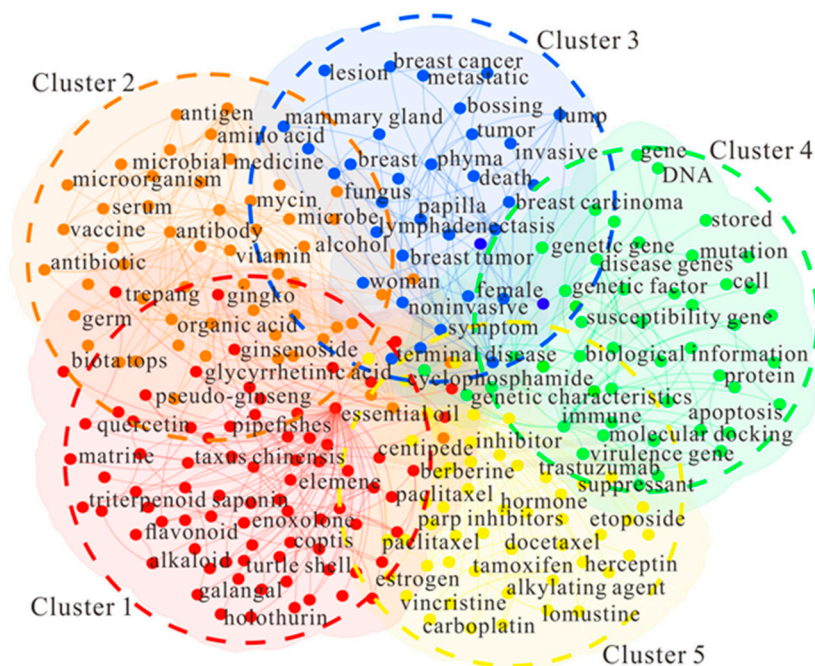 Cluster 3
breast cancer
lesion
metastatic
Cluster 2
bossing
antigen
mammary gland
tump
amino acid
tumor
gene
Cluster 4
microbial medicine
breast
phyma
invasive
DNA
microorganism
fungus
death
mycin
papilla
breast carcinoma
serum
microbe
stored
vaccine
antibody
lymphadenectasis
alcohol
genetic gene
mutation
antibiotic
vitamin
breast tumor
disease genes
woman
female
genetic factor
cell
trepang
gingko
noninvasive
germ
organic acid
symptom
susceptibility gene
biota tops
ginsenoside
terminal disease
biological information
glycyrrhetinic acid
cyclophosphamide
protein
pseudo-ginseng
genetic characteristics
essential oil
immune
apoptosis
quercetin
pipefishes
molecular docking
centipede
inhibitor
virulence gene
matrine
taxus chinensis
berberine
trastuzumab
elemene
suppressant
triterpenoid saponin
paclitaxel
hormone
flavonoid
enoxolone
parp inhibitors
etoposide
coptis
paclitaxel
docetaxel
alkaloid
turtle shell
tamoxifen
herceptin
estrogen
galangal
alkylating agent
Cluster 1
vincristine
holothurin
lomustine
carboplatin
Cluster 5